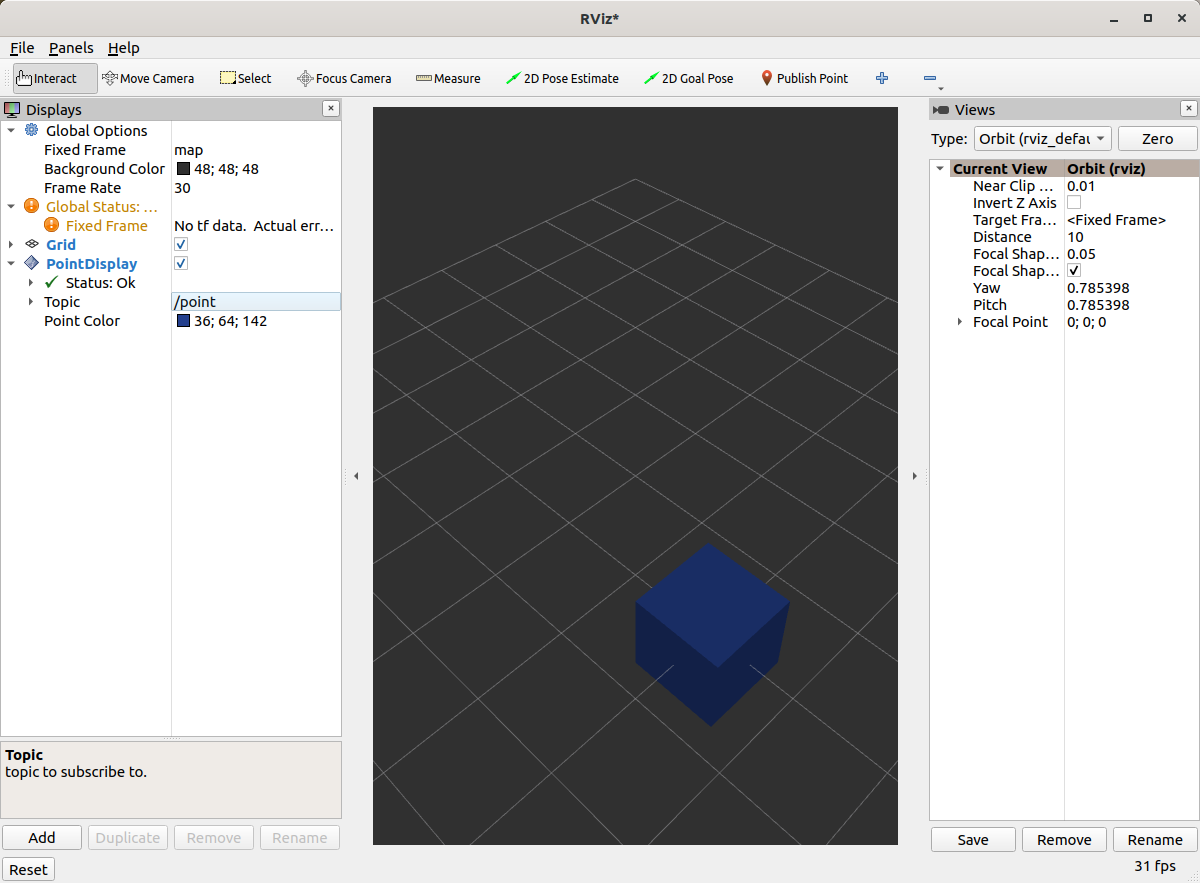 RViz*
File Panels Help
Interact Move Camera Select Focus Camera Measure 2D Pose Estimate 2D Goal Pose Publish Point
Displays
Global Options
Fixed Frame map
Background Color 48; 48; 48
Frame Rate 30
Global Status: ...
Fixed Frame No tf data. Actual err...
Grid
PointDisplay
Status: Ok
Topic /point
Point Color 36; 64; 142
Topic
topic to subscribe to.
Add Duplicate Remove Rename
Reset
Views
Type: Orbit (rviz_defau Zero
Current View Orbit (rviz)
Near Clip ... 0.01
Invert Z Axis
Target Fra... <Fixed Frame>
Distance 10
Focal Shap... 0.05
Focal Shap...
Yaw 0.785398
Pitch 0.785398
Focal Point 0; 0; 0
Save Remove Rename
31 fps